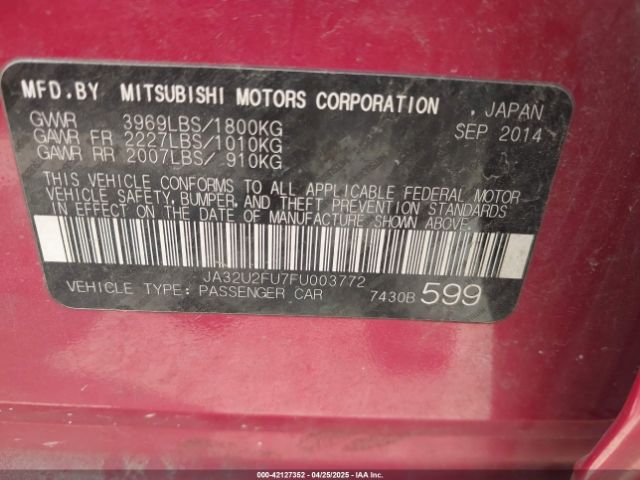 MFD.BY MITSUBISHI MOTORS CORPORATION , JAPAN
GVWR 3969LBS/1800KG SEP 2014
GAWR FR 2227LBS/1010KG
GAWR RR 2007LBS/ 910KG
THIS VEHICLE CONFORMS TO ALL APPLICABLE FEDERAL MOTOR
VEHICLE SAFETY, BUMPER, AND THEFT PREVENTION STANDARDS
IN EFFECT ON THE DATE OF MANUFACTURE SHOWN ABOVE.
JA32U2FU7FU003772
VEHICLE TYPE: PASSENGER CAR 7430B 599
000-42127352 04/25/2025 IAA Inc.